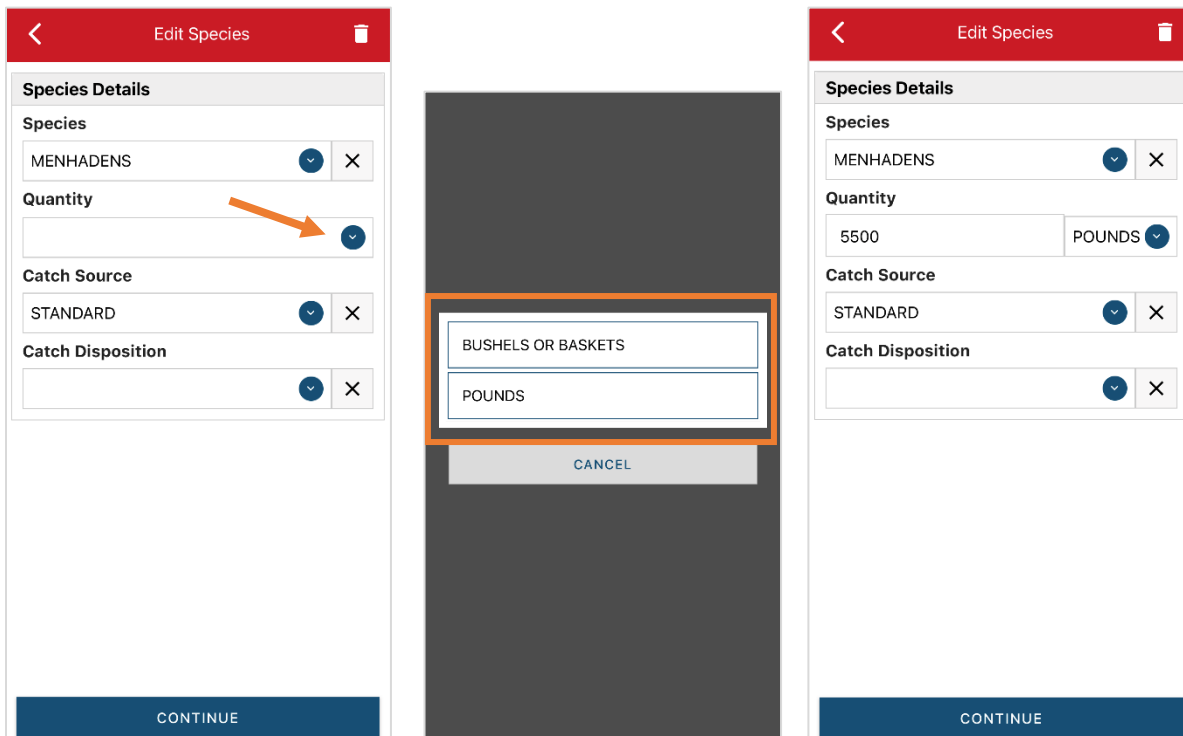 Edit Species
Species Details
Species
MENHADENS
Quantity
Catch Source
STANDARD
Catch Disposition
CONTINUE
BUSHELS OR BASKETS
POUNDS
CANCEL
Edit Species
Species Details
Species
MENHADENS
Quantity
5500 POUNDS
Catch Source
STANDARD
Catch Disposition
CONTINUE